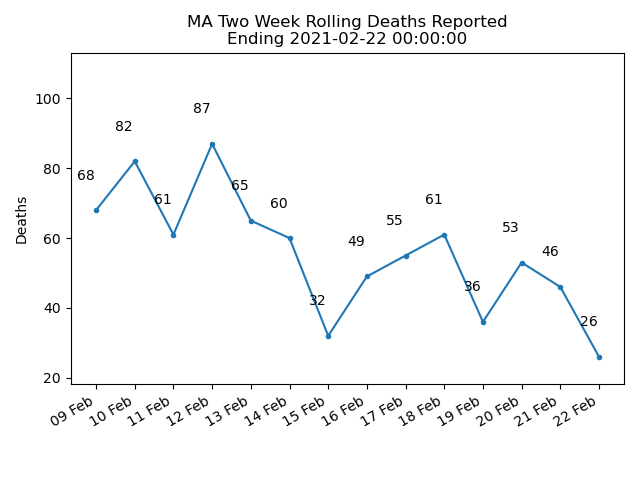 MA Two Week Rolling Deaths Reported
Ending 2021-02-22 00:00:00
Deaths
100
80
60
40
20
68
82
61
87
65
60
32
49
55
61
36
53
46
26
09 Feb
10 Feb
11 Feb
12 Feb
13 Feb
14 Feb
15 Feb
16 Feb
17 Feb
18 Feb
19 Feb
20 Feb
21 Feb
22 Feb